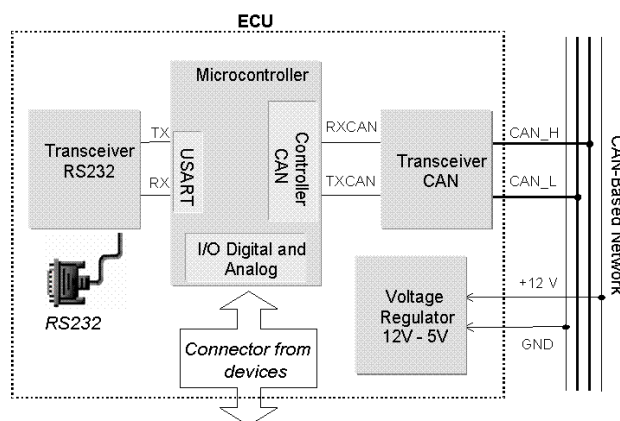 ECU
Microcontroller
Transceiver
RS232
TX
RX
USART
Controller
CAN
RXCAN
TXCAN
Transceiver
CAN
CAN_H
CAN_L
CAN-Based Network
I/O Digital and
Analog
RS232
Connector from
devices
Voltage
Regulator
12V - 5V
+12 V
GND